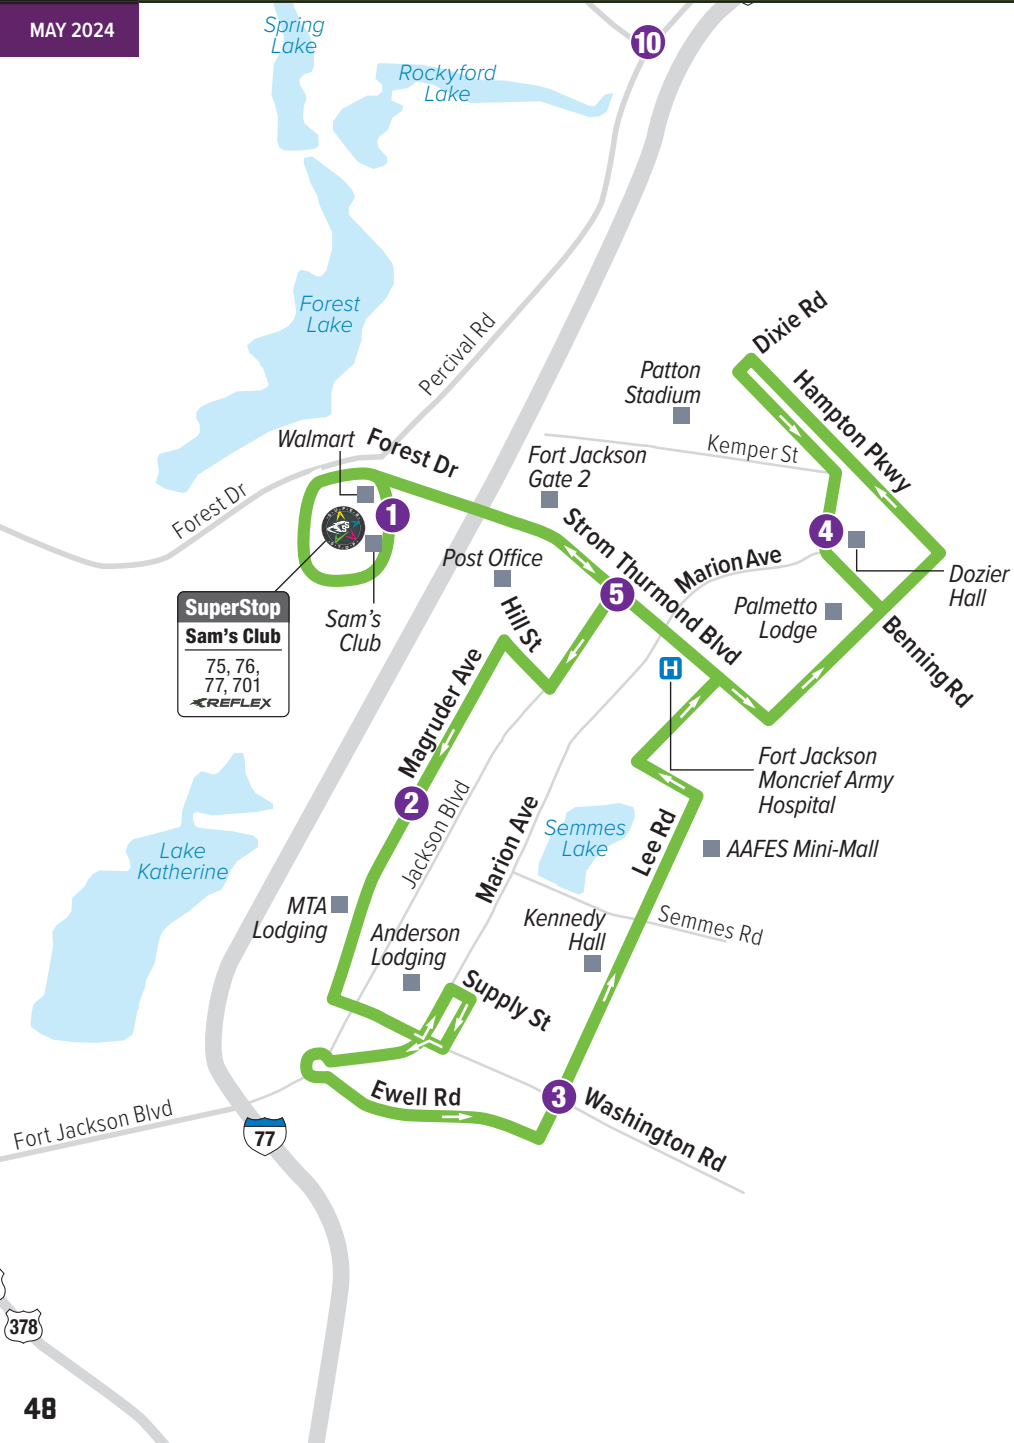 MAY 2024
Spring
Lake
10
Rockyford
Lake
Forest
Lake
Percival Rd
Dixie Rd
Patton
Stadium
Hampton Pkwy
Kemper St
Walmart
Forest Dr
Fort Jackson
Gate 2
Forest Dr
1
Strom Thurmond Blvd
4
Post Office
Marion Ave
Dozier
Hall
SuperStop
Sam's Club
75, 76,
77, 701
REFLEX
Sam's
Club
Hill St
5
Palmetto
Lodge
Benning Rd
H
Magruder Ave
2
Jackson Blvd
Fort Jackson
Moncrief Army
Hospital
Marion Ave
Semmes
Lake
Lee Rd
AAFES Mini-Mall
Lake
Katherine
MTA
Lodging
Anderson
Lodging
Kennedy
Hall
Semmes Rd
Supply St
Ewell Rd
3
Washington Rd
Fort Jackson Blvd
77
378
48